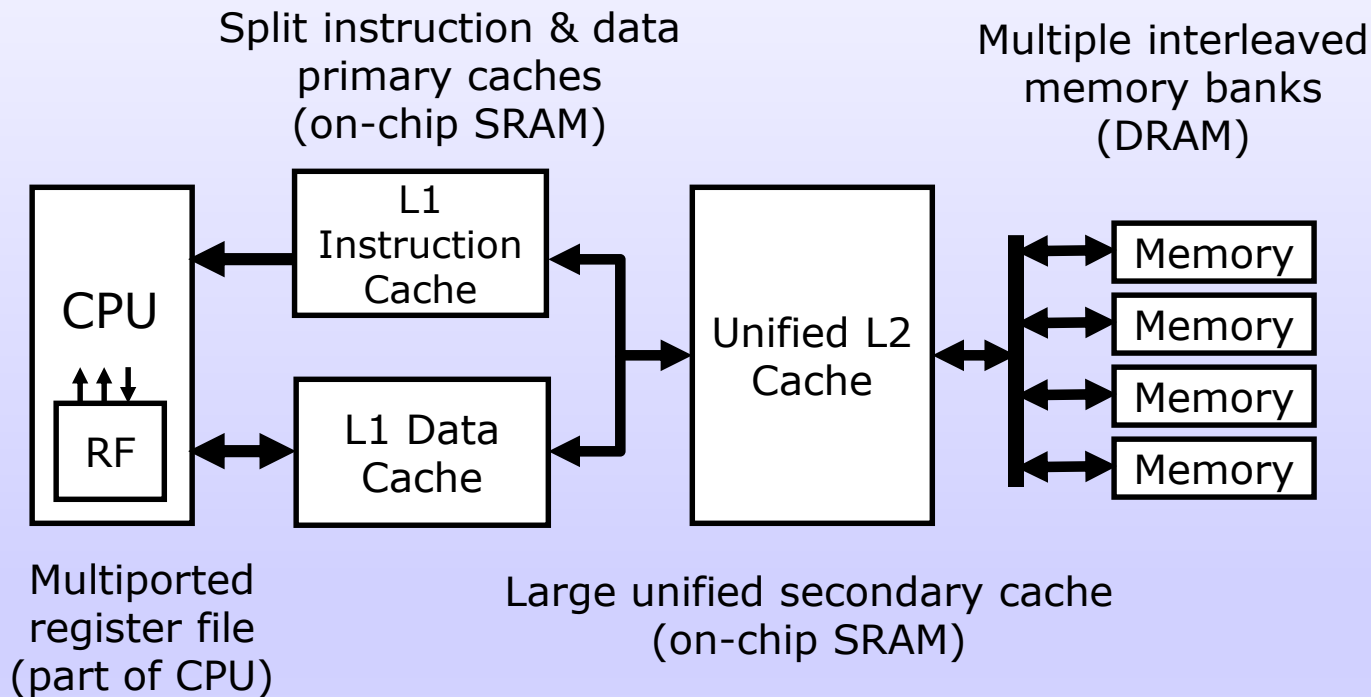 Split instruction & data
primary caches
(on-chip SRAM)
Multiple interleaved
memory banks
(DRAM)
CPU
RF
L1
Instruction
Cache
L1 Data
Cache
Unified L2
Cache
Memory
Memory
Memory
Memory
Multiported
register file
(part of CPU)
Large unified secondary cache
(on-chip SRAM)